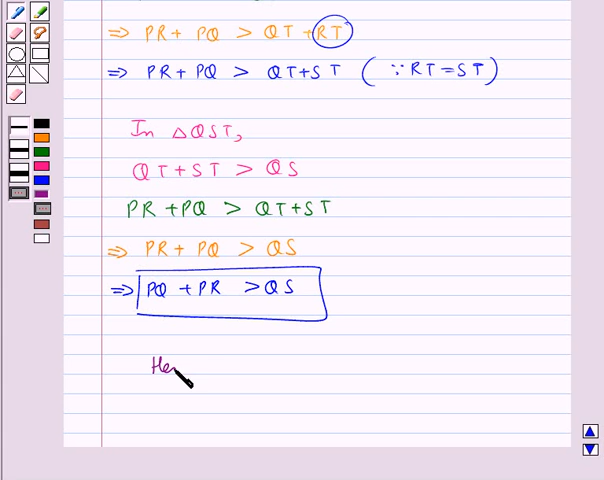 ⇒ PR + PQ > QT + RT
⇒ PR + PQ > QT + ST ( ∵ RT = ST )
In △QST,
QT + ST > QS
PR + PQ > QT + ST
⇒ PR + PQ > QS
⇒ PQ + PR > QS
He